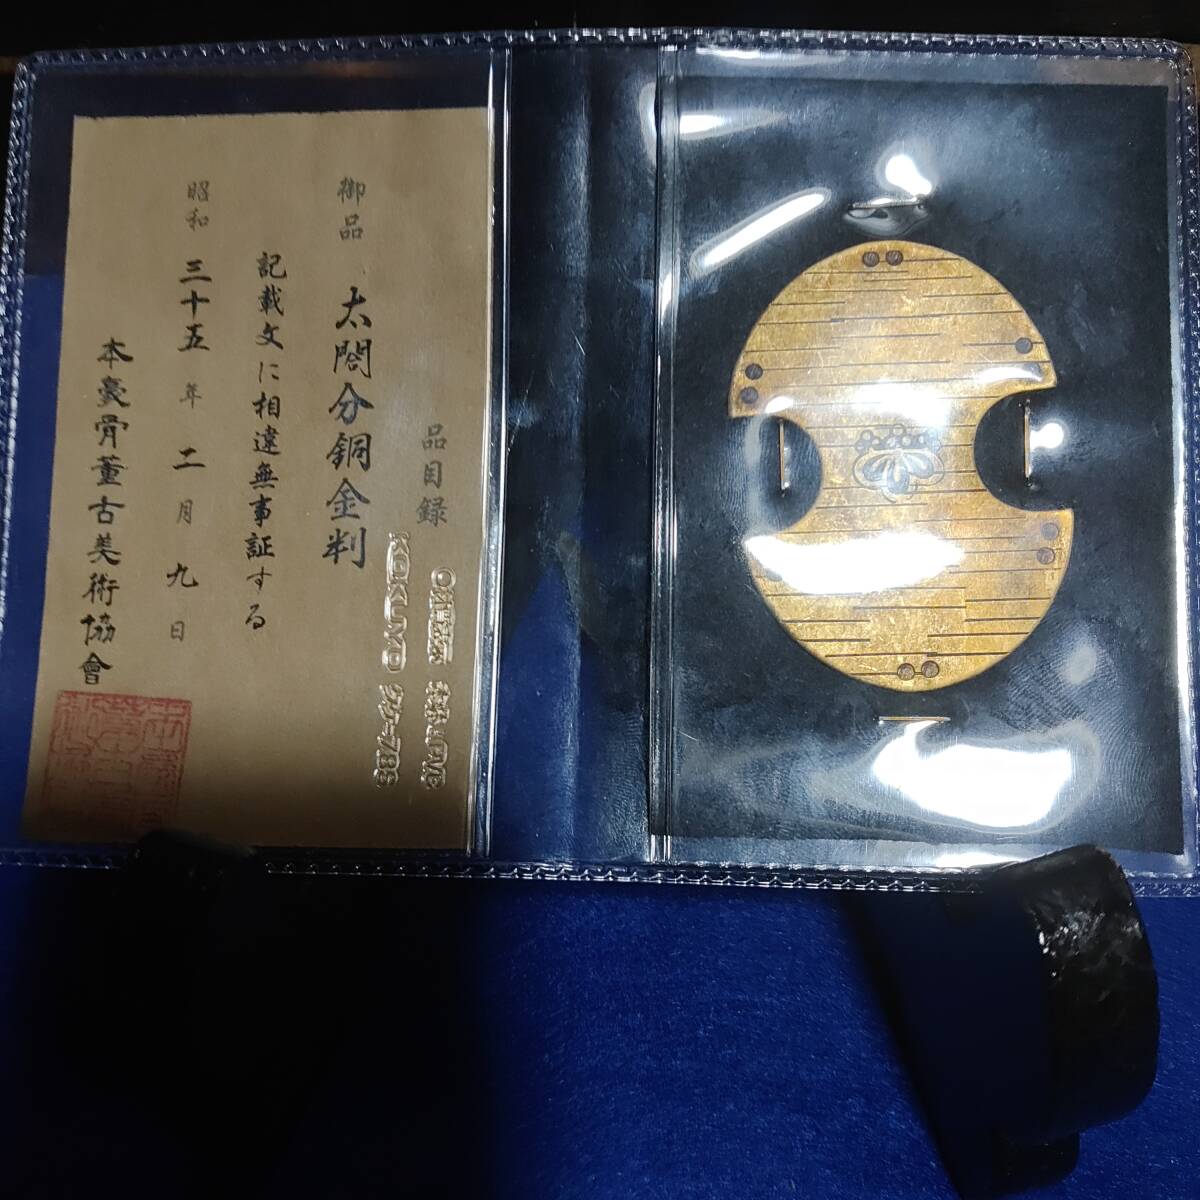 品目録
御品 太閤分銅金判
記載文に相違無事証する
昭和 三十五 年 二 月 九 日
本豪骨董古美術協會